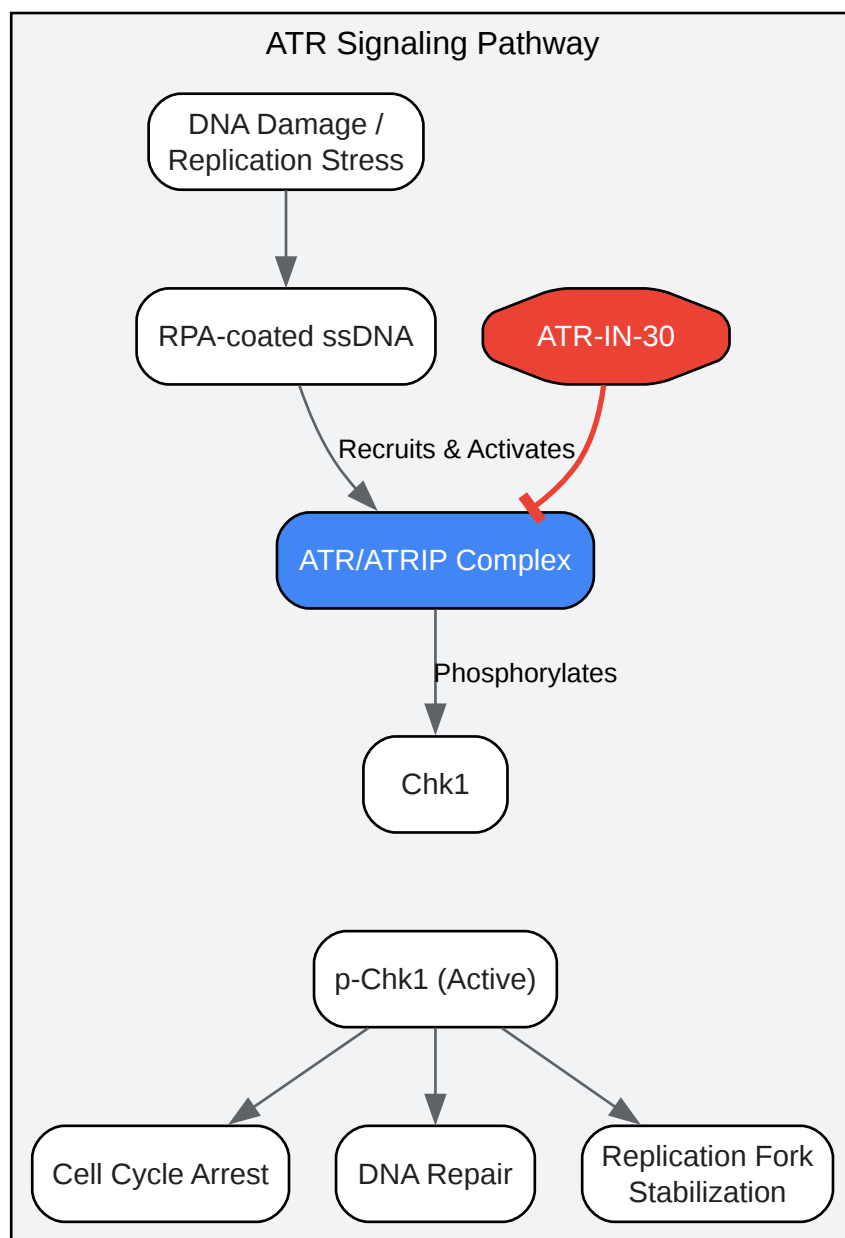 ATR Signaling Pathway
DNA Damage /
Replication Stress
RPA-coated ssDNA
ATR-IN-30
Recruits & Activates
ATR/ATRIP Complex
Phosphorylates
Chk1
p-Chk1 (Active)
Cell Cycle Arrest
DNA Repair
Replication Fork
Stabilization